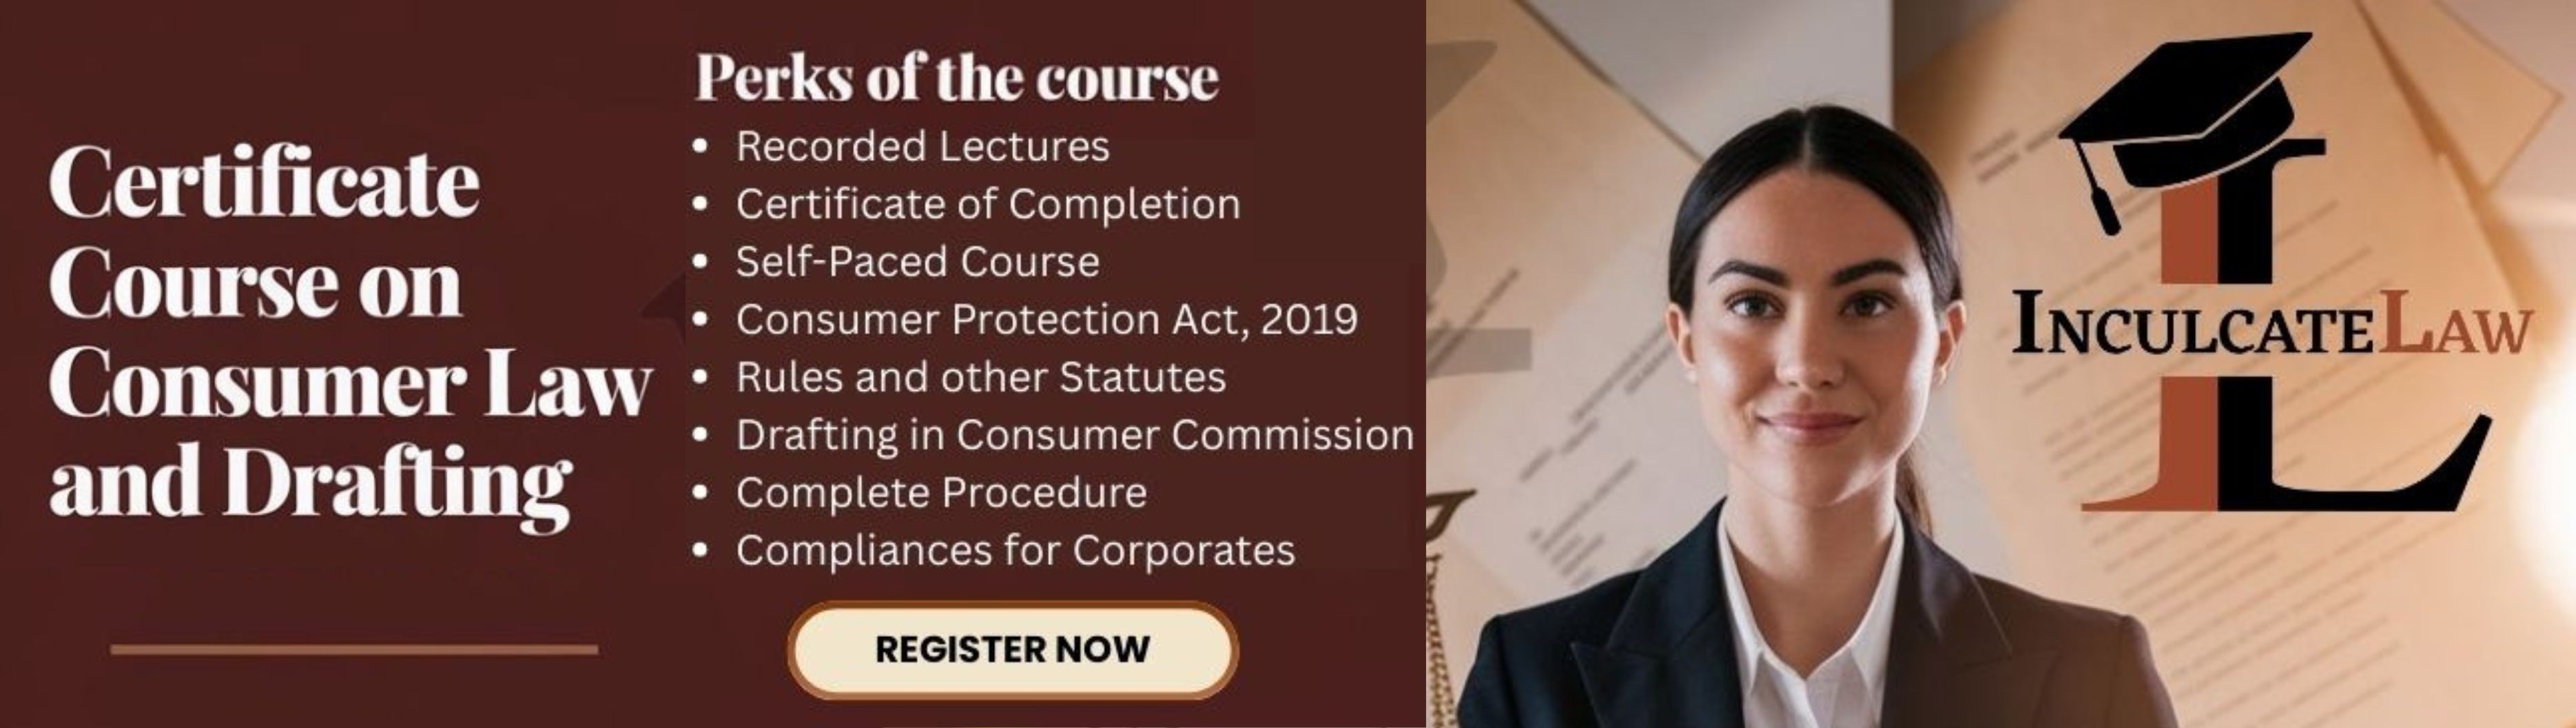 Certificate
Course on
Consumer Law
and Drafting
Perks of the course
• Recorded Lectures
• Certificate of Completion
• Self-Paced Course
• Consumer Protection Act, 2019
• Rules and other Statutes
• Drafting in Consumer Commission
• Complete Procedure
• Compliances for Corporates
REGISTER NOW
INCULCATE LAW